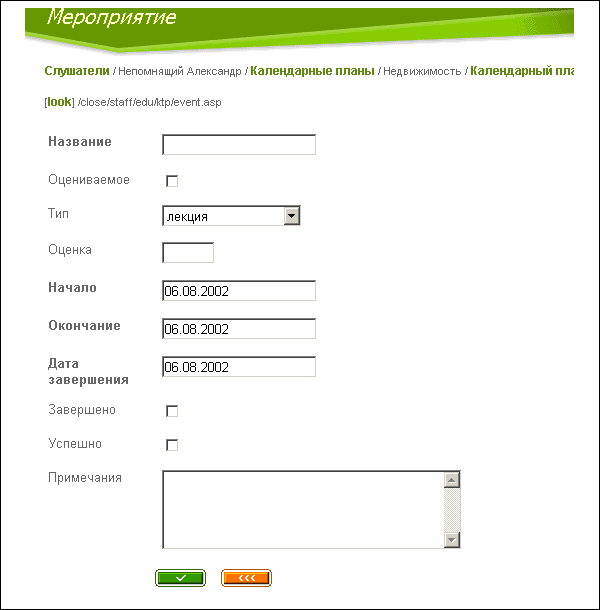 Мероприятие
Слушатели / Непомнящий Александр / Календарные планы / Недвижимость / Календарный пла
[look] /close/staff/edu/ktp/event.asp
Название
Оцениваемое
Тип лекция
Оценка
Начало 06.08.2002
Окончание 06.08.2002
Дата
завершения 06.08.2002
Завершено
Успешно
Примечания